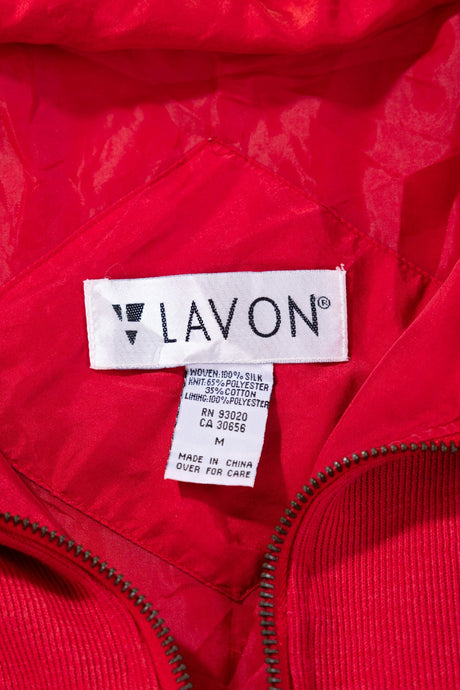 LAVON®
WOVEN:100% SILK
KNIT:65% POLYESTER
35% COTTON
LINING:100% POLYESTER
RN 93020
CA 30656
M
MADE IN CHINA
OVER FOR CARE